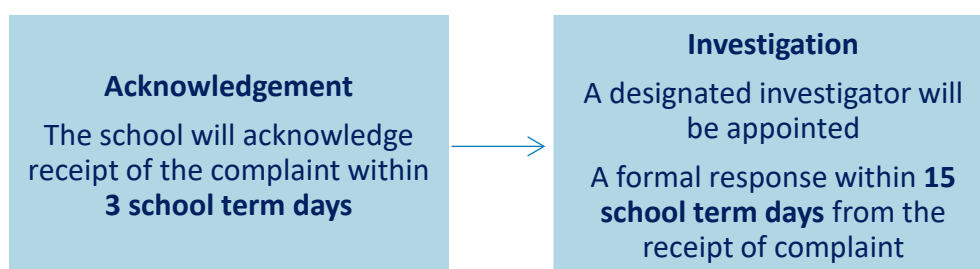 Acknowledgement
The school will acknowledge
receipt of the complaint within
3 school term days
Investigation
A designated investigator will
be appointed
A formal response within 15
school term days from the
receipt of complaint